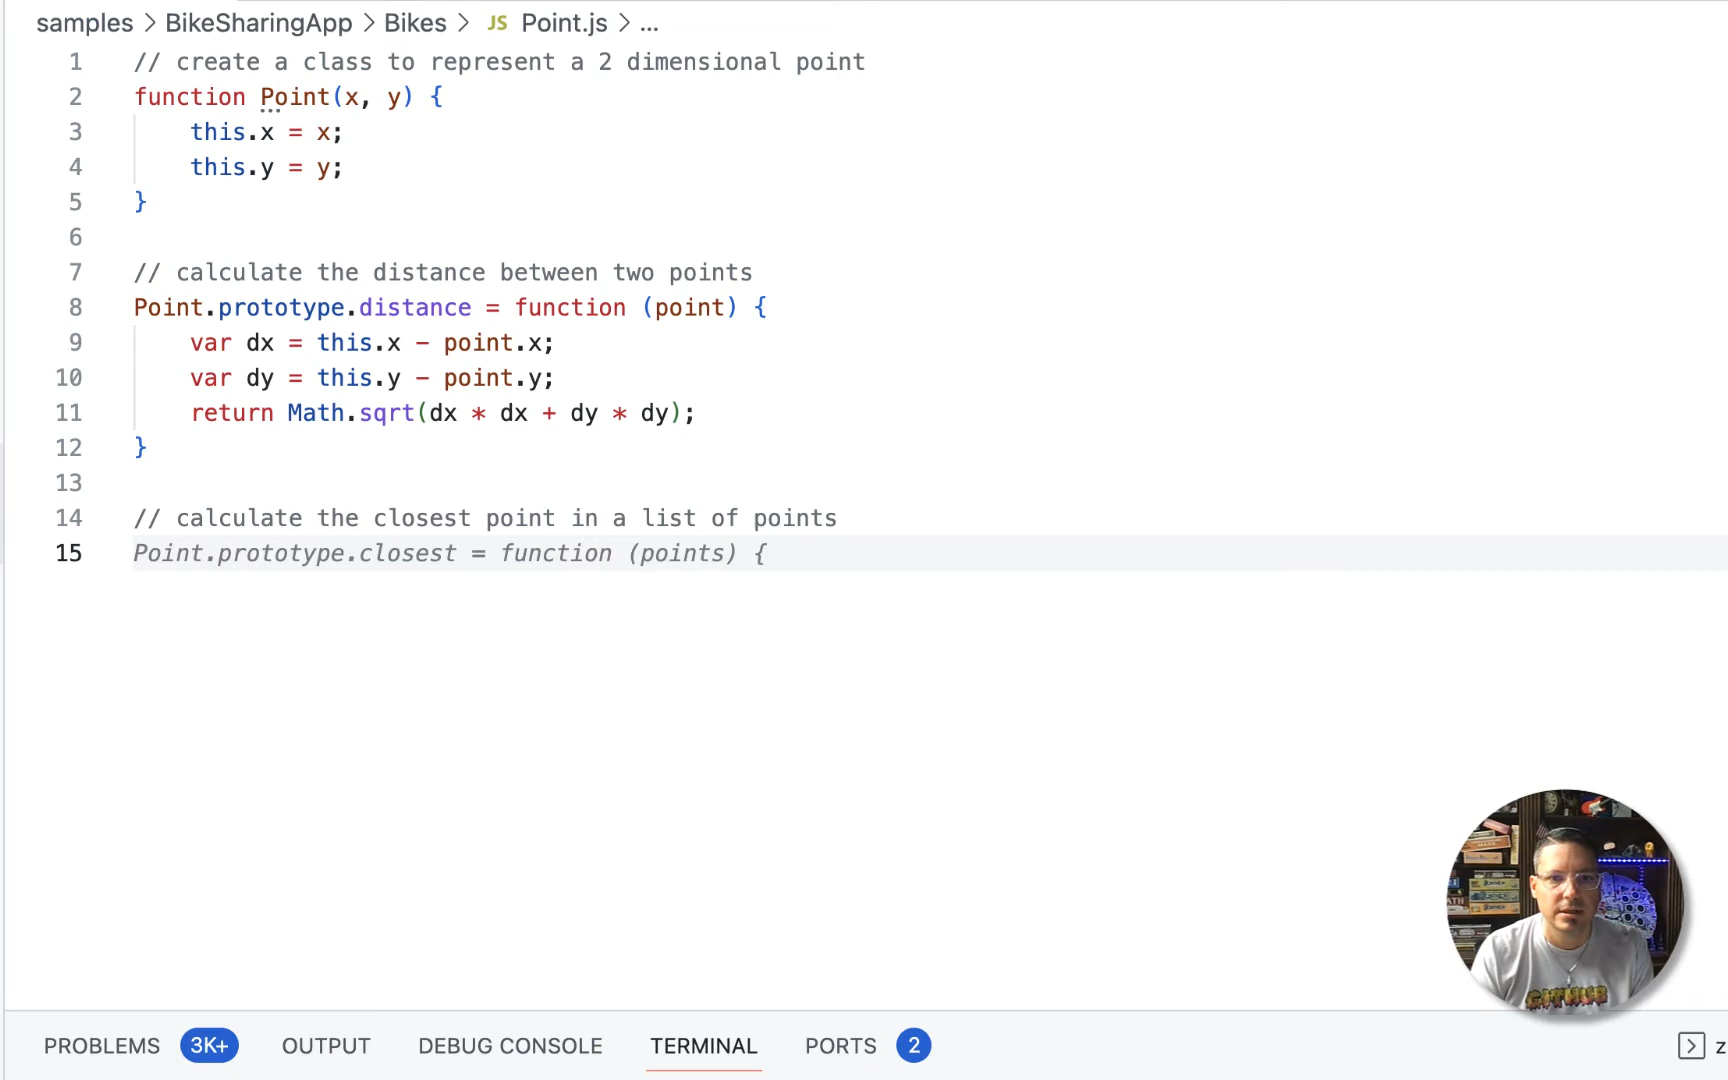 samples > BikeSharingApp > Bikes > JS Point.js > ...
1 // create a class to represent a 2 dimensional point
2 function Point(x, y) {
3     this.x = x;
4     this.y = y;
5 }
6
7 // calculate the distance between two points
8 Point.prototype.distance = function (point) {
9     var dx = this.x - point.x;
10     var dy = this.y - point.y;
11     return Math.sqrt(dx * dx + dy * dy);
12 }
13
14 // calculate the closest point in a list of points
15 Point.prototype.closest = function (points) {
GITHUB
PROBLEMS 3K+ OUTPUT DEBUG CONSOLE TERMINAL PORTS 2 z